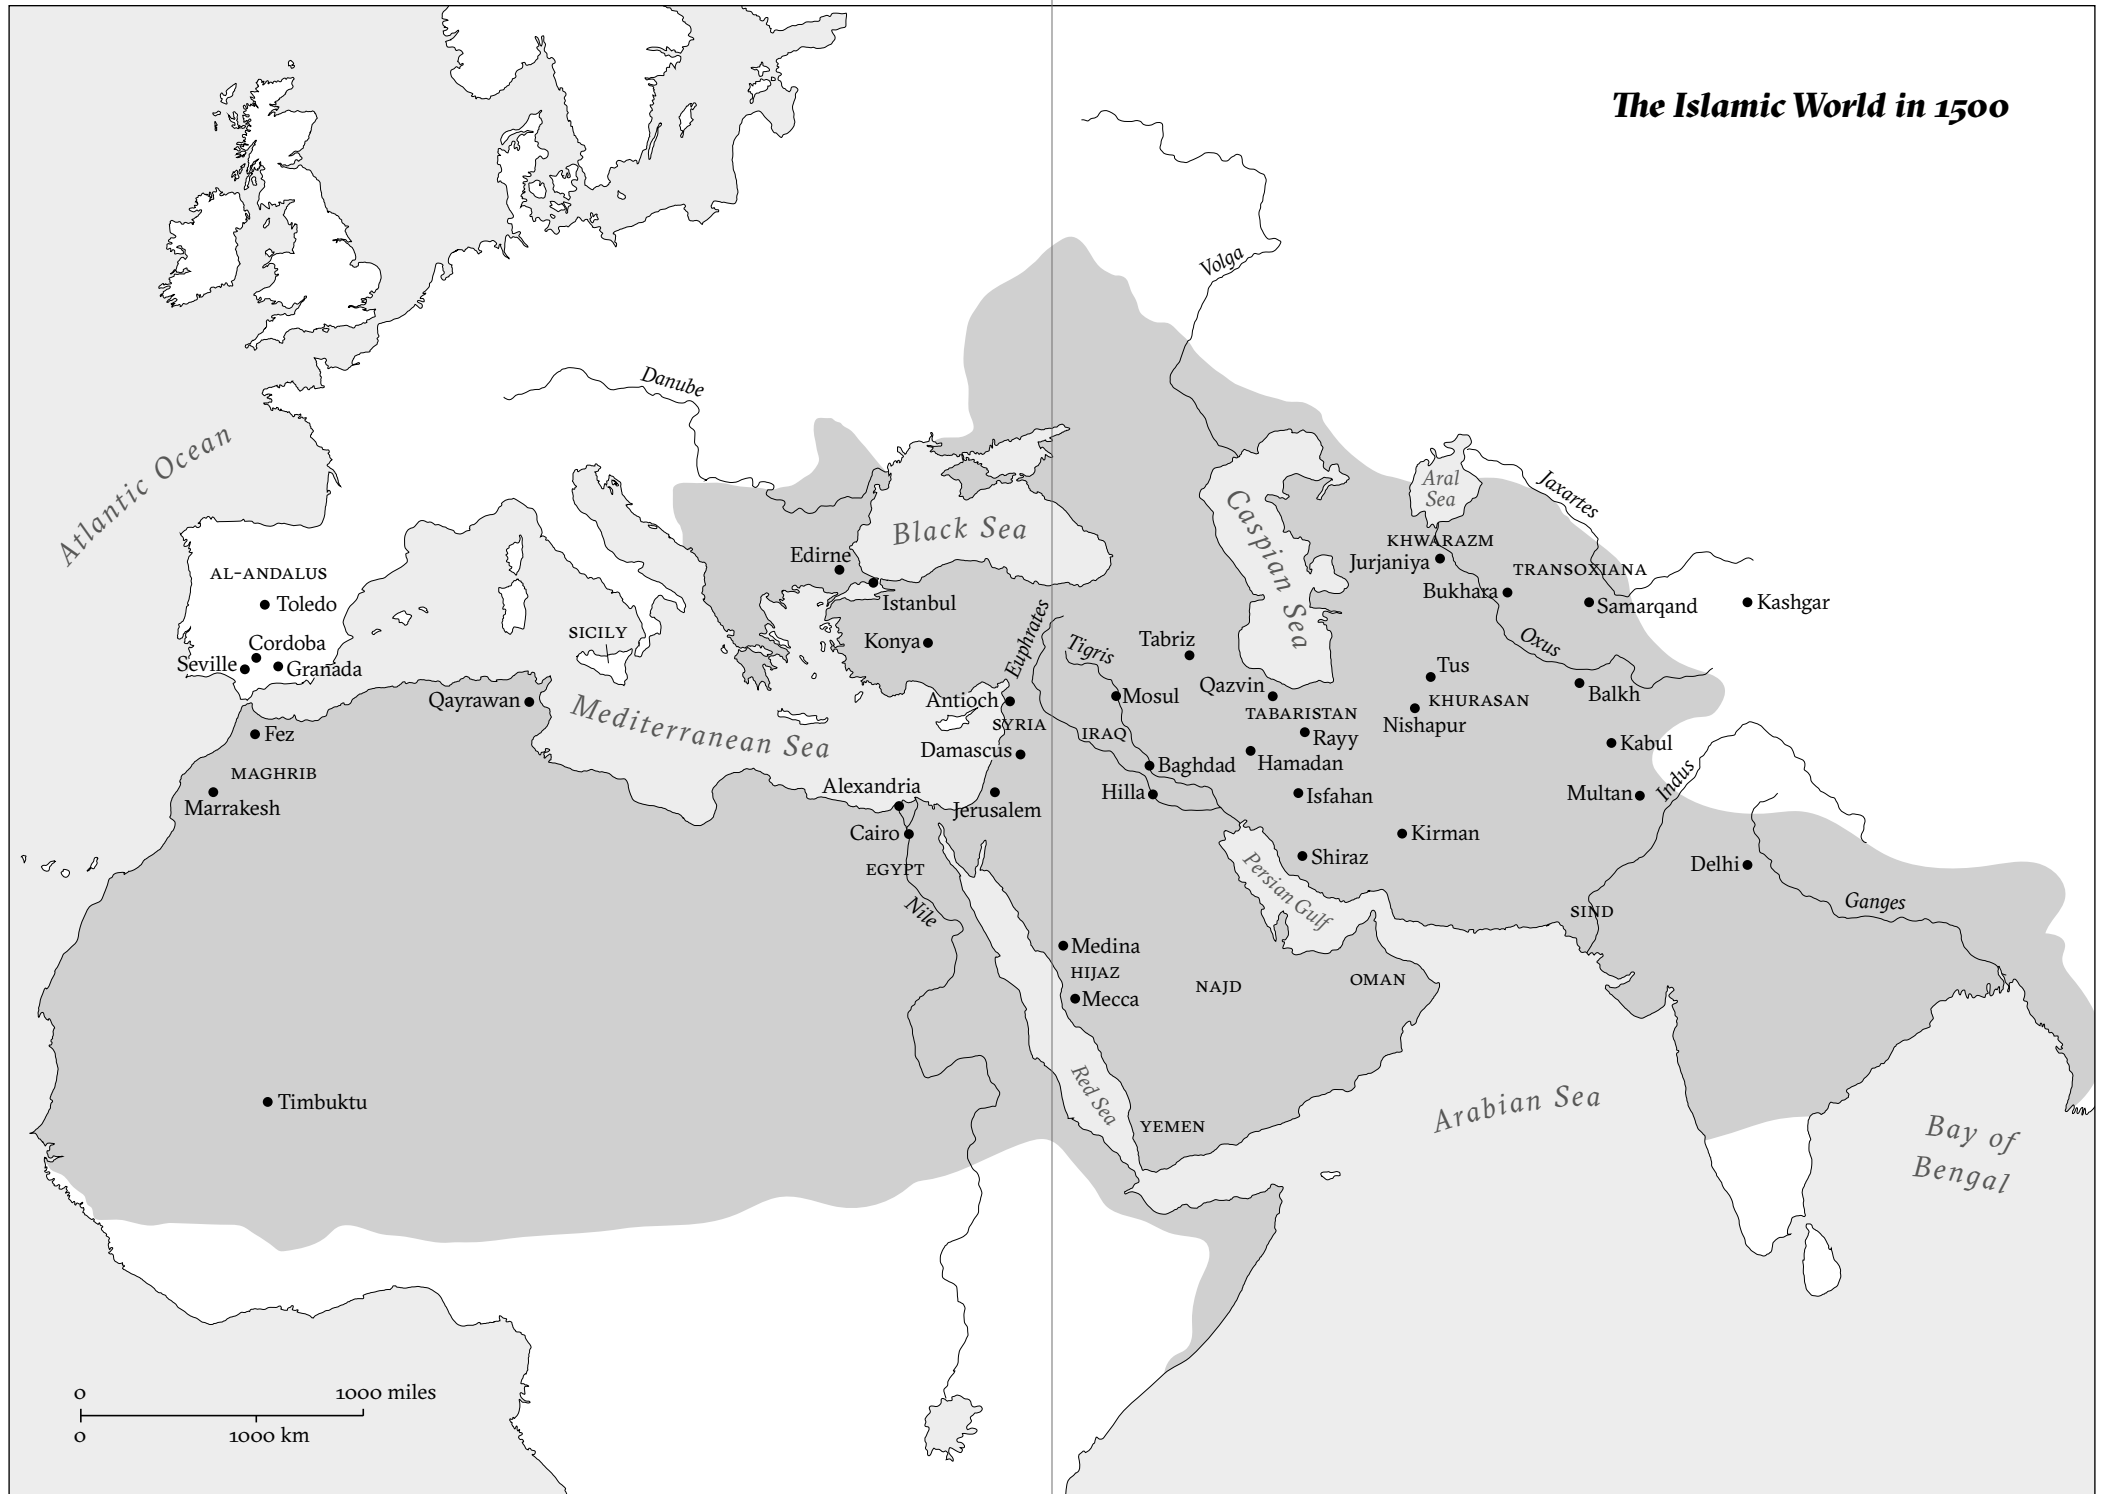 The Islamic World in 1500
Volga
Danube
Atlantic Ocean
Black Sea
Caspian Sea
Aral
Sea
Jaxartes
KHWARAZM
Jurjaniya
TRANSOXIANA
Bukhara
Samarqand
Kashgar
Edirne
Istanbul
AL-ANDALUS
Toledo
Cordoba
Seville
Granada
SICILY
Konya
Euphrates
Tigris
Tabriz
Oxus
Tus
Qazvin
KHURASAN
Balkh
Qayrawan
Antioch
Mosul
TABARISTAN
Nishapur
Mediterranean Sea
SYRIA
IRAQ
Rayy
Fez
Damascus
Baghdad
Hamadan
Kabul
MAGHRIB
Marrakesh
Alexandria
Jerusalem
Hilla
Isfahan
Multan
Indus
Cairo
Kirman
EGYPT
Shiraz
Delhi
Nile
Persian Gulf
SIND
Ganges
Medina
HIJAZ
Mecca
NAJD
OMAN
Timbuktu
Red Sea
YEMEN
Arabian Sea
Bay of
Bengal
0 1000 miles
0 1000 km